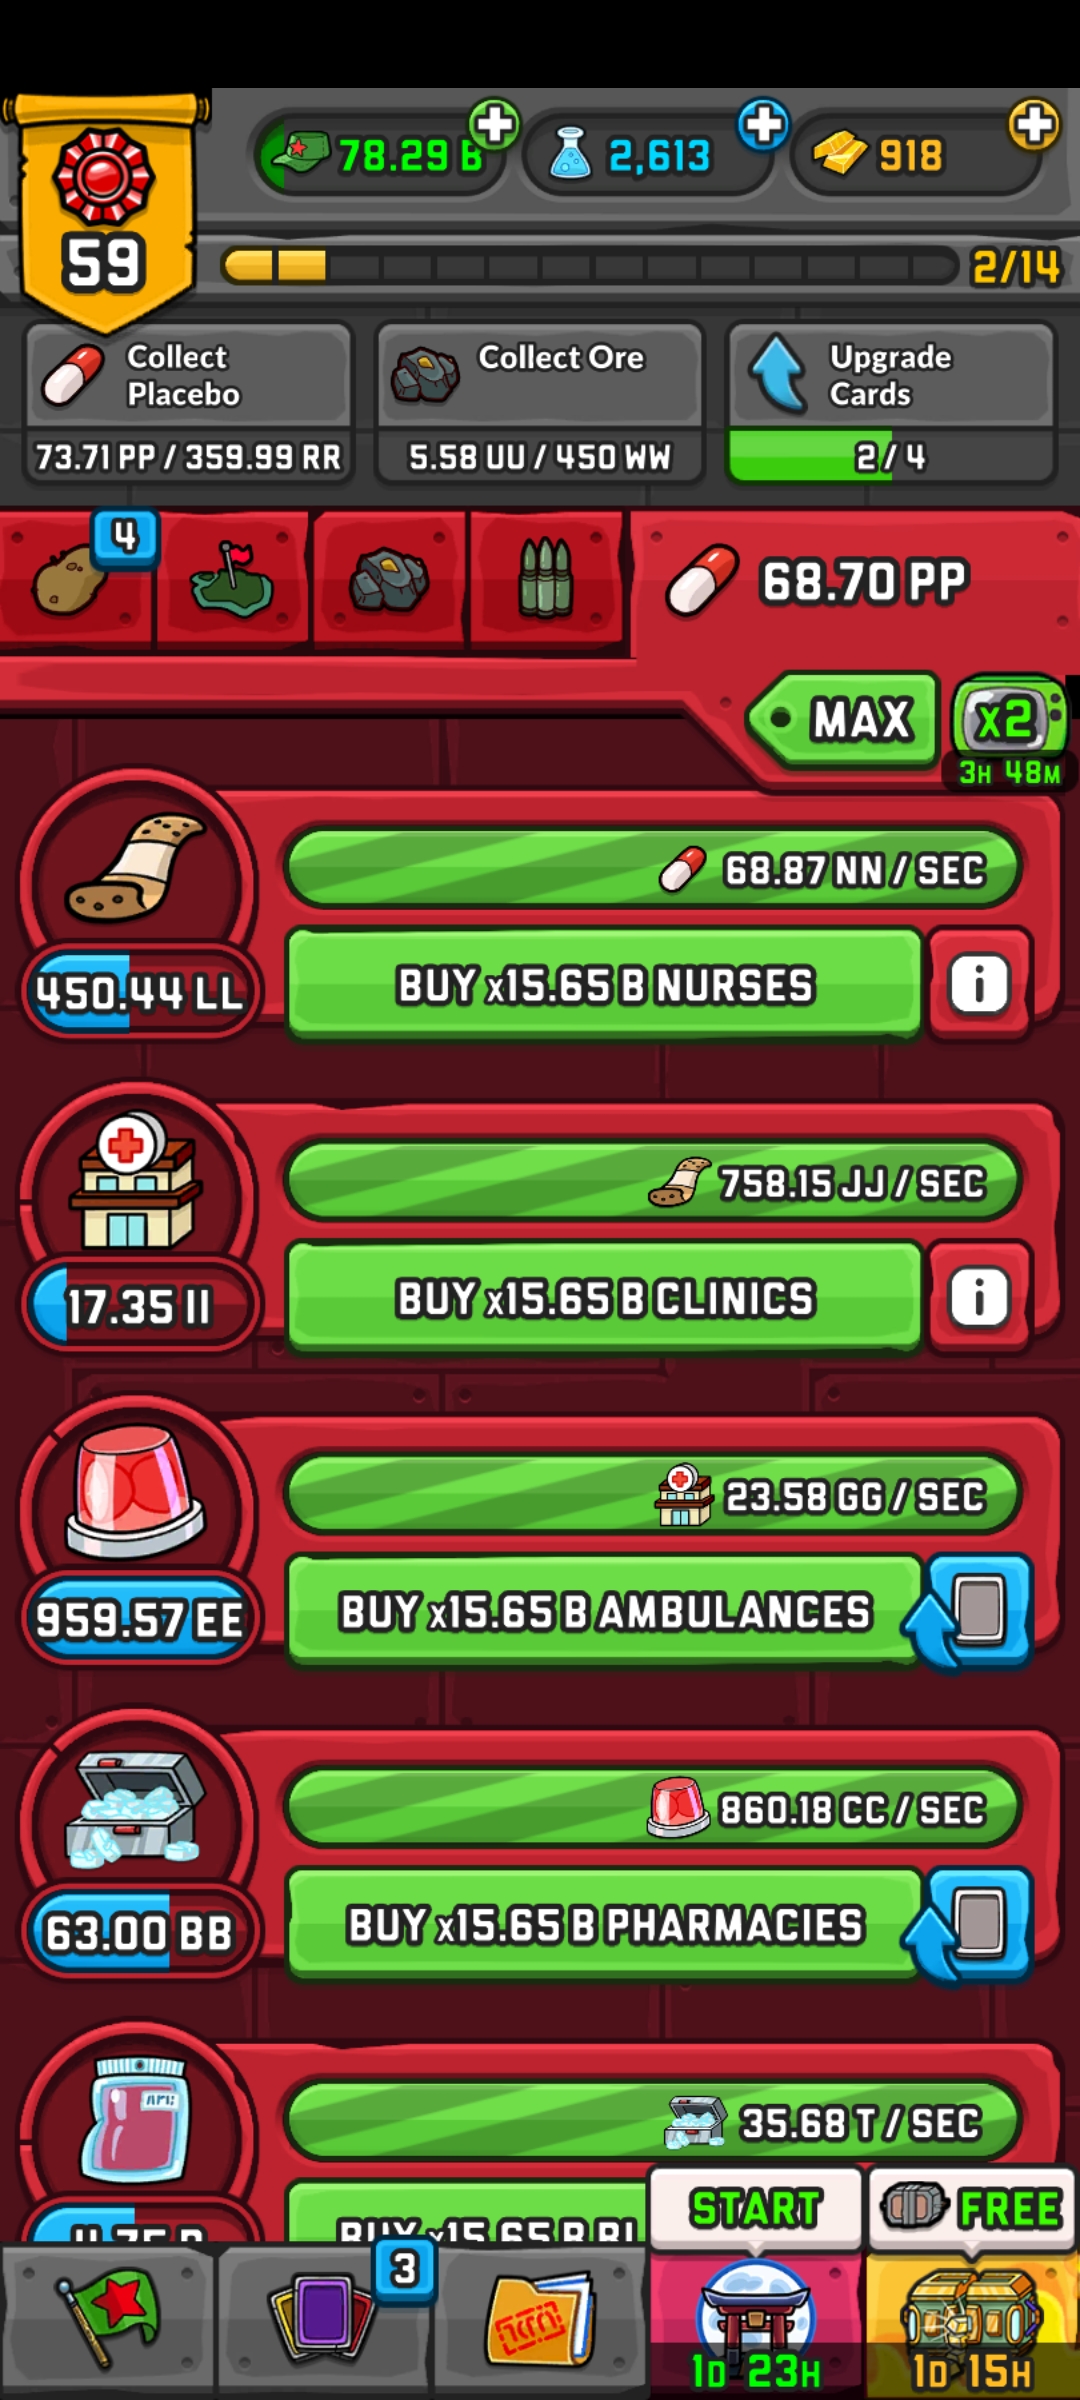 78.29 B
2,613
918
59
2/14
Collect
Placebo
73.71 PP / 359.99 RR
Collect Ore
5.58 UU / 450 WW
Upgrade
Cards
2 / 4
4
68.70 PP
MAX
x2
3H 48M
68.87 NN / SEC
450.44 LL
BUY x15.65 B NURSES
i
758.15 JJ / SEC
17.35 II
BUY x15.65 B CLINICS
i
23.58 GG / SEC
959.57 EE
BUY x15.65 B AMBULANCES
860.18 CC / SEC
63.00 BB
BUY x15.65 B PHARMACIES
35.68 T / SEC
BUY x15.65 B
START
FREE
3
1D 23H
1D 15H